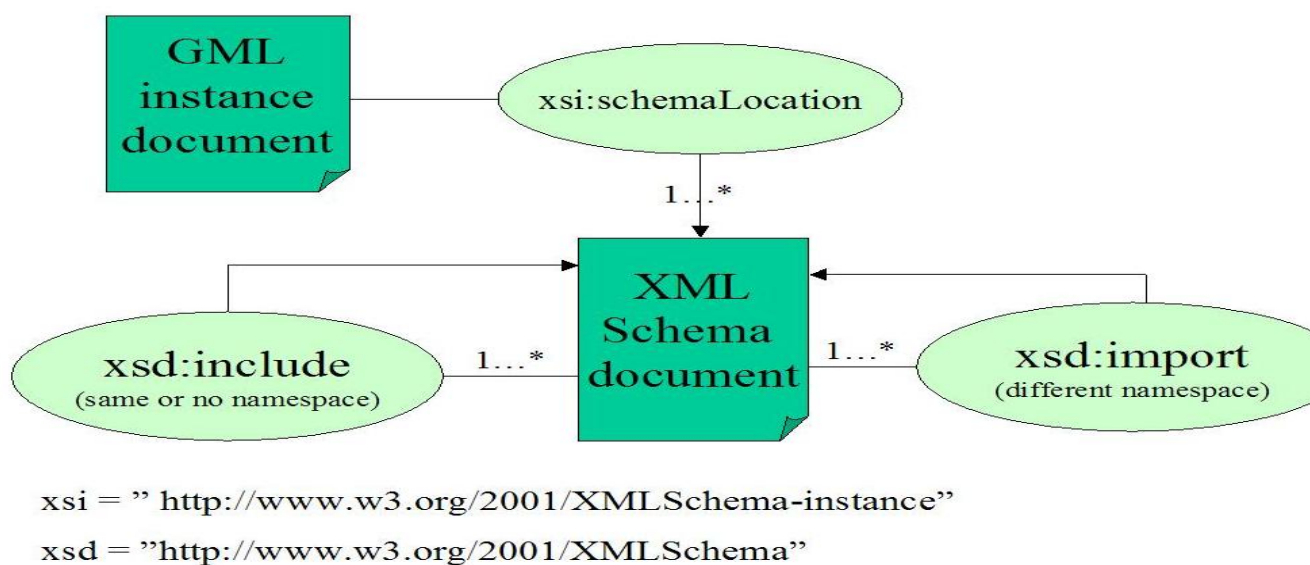 GML
instance
document
xsi:schemaLocation
1...*
XML
Schema
document
xsd:include
(same or no namespace)
1...*
1...*
xsd:import
(different namespace)
xsi = ” http://www.w3.org/2001/XMLSchema-instance”
xsd = ”http://www.w3.org/2001/XMLSchema”